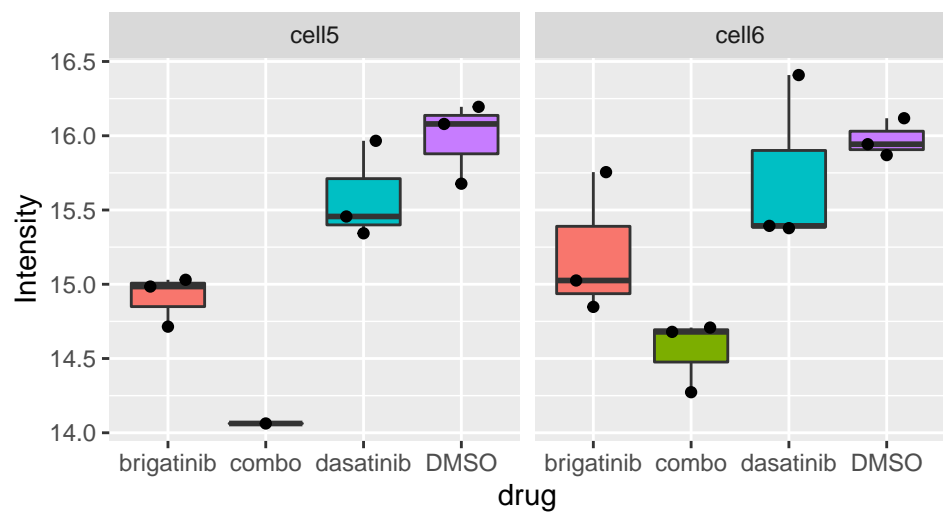 cell5 cell6
16.5
16.0
15.5
15.0
14.5
14.0
Intensity
brigatinib combo dasatinib DMSO brigatinib combo dasatinib DMSO
drug